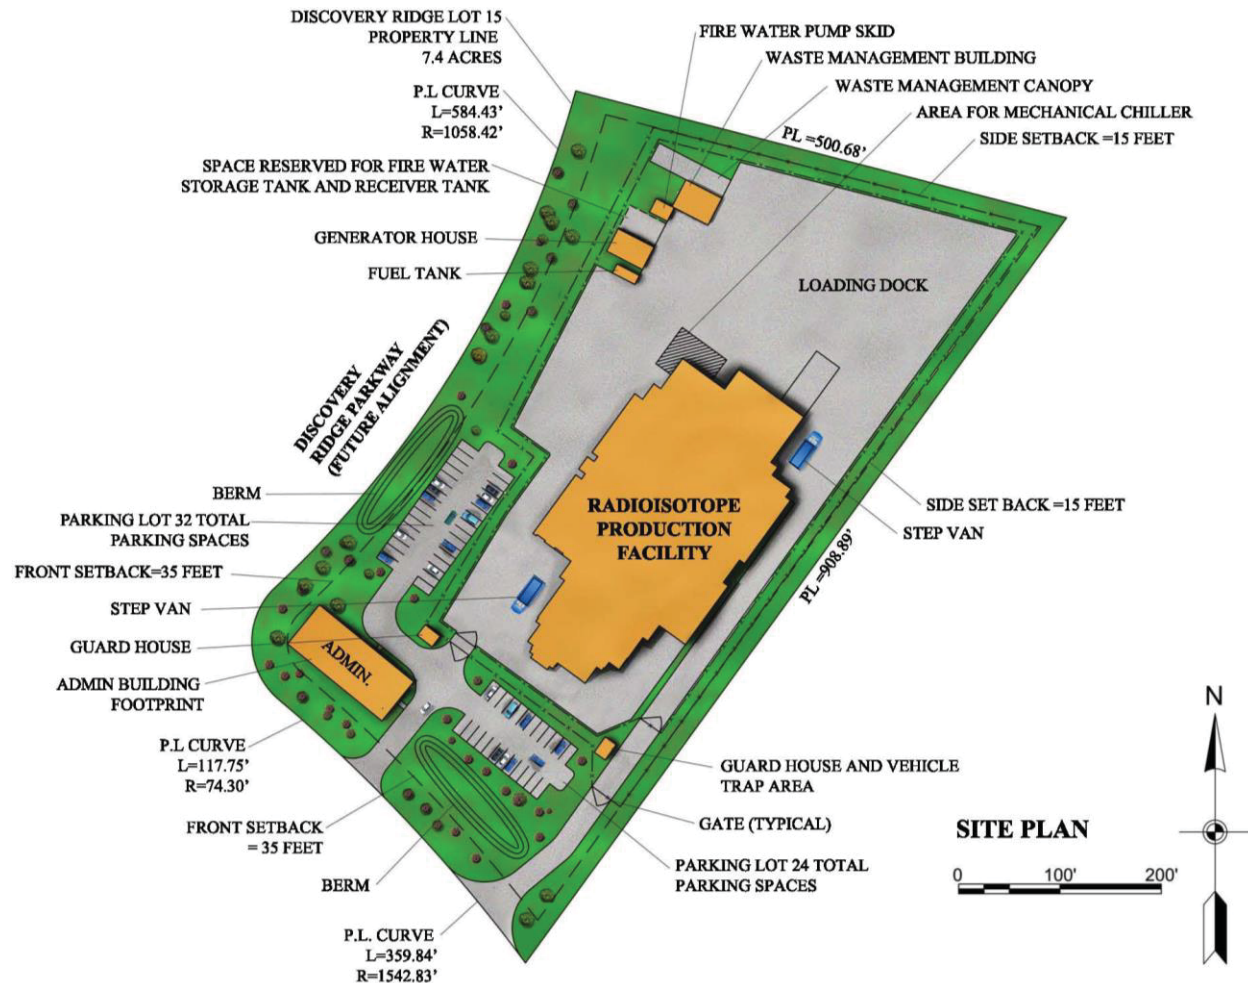 DISCOVERY RIDGE LOT 15
PROPERTY LINE
7.4 ACRES
P.L CURVE
L=584.43'
R=1058.42'
SPACE RESERVED FOR FIRE WATER
STORAGE TANK AND RECEIVER TANK
GENERATOR HOUSE
FUEL TANK
FIRE WATER PUMP SKID
WASTE MANAGEMENT BUILDING
WASTE MANAGEMENT CANOPY
AREA FOR MECHANICAL CHILLER
SIDE SETBACK =15 FEET
PL =500.68'
LOADING DOCK
DISCOVERY
RIDGE PARKWAY
(FUTURE ALIGNMENT)
BERM
PARKING LOT 32 TOTAL
PARKING SPACES
FRONT SETBACK=35 FEET
STEP VAN
GUARD HOUSE
ADMIN BUILDING
FOOTPRINT
ADMIN.
RADIOISOTOPE
PRODUCTION
FACILITY
SIDE SET BACK =15 FEET
STEP VAN
PL =908.89'
P.L CURVE
L=117.75'
R=74.30'
FRONT SETBACK
= 35 FEET
BERM
P.L. CURVE
L=359.84'
R=1542.83'
GUARD HOUSE AND VEHICLE
TRAP AREA
GATE (TYPICAL)
PARKING LOT 24 TOTAL
PARKING SPACES
SITE PLAN
0 100' 200'
N